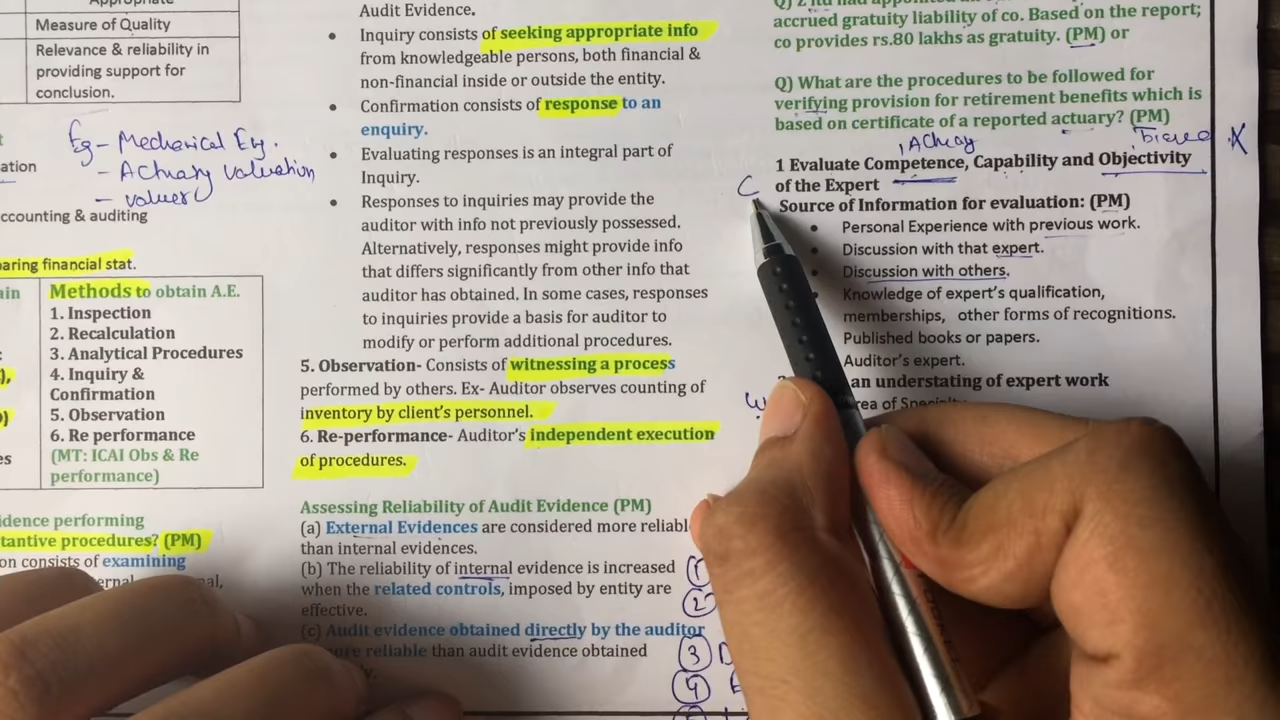 Appropriate
Measure of Quality
Relevance & reliability in
providing support for
conclusion.
Eg - Mechanical Eng.
- Actuary valuation
- valuer
ation
ccounting & auditing
aring financial stat.
ain
Methods to obtain A.E.
1. Inspection
2. Recalculation
3. Analytical Procedures
4. Inquiry &
Confirmation
5. Observation
6. Re performance
(MT: ICAI Obs & Re
performance)
idence performing
tantive procedures? (PM)
on consists of examining
Audit Evidence.
• Inquiry consists of seeking appropriate info
from knowledgeable persons, both financial &
non-financial inside or outside the entity.
• Confirmation consists of response to an
enquiry.
• Evaluating responses is an integral part of
Inquiry.
• Responses to inquiries may provide the
auditor with info not previously possessed.
Alternatively, responses might provide info
that differs significantly from other info that
auditor has obtained. In some cases, responses
to inquiries provide a basis for auditor to
modify or perform additional procedures.
5. Observation- Consists of witnessing a process
performed by others. Ex- Auditor observes counting of
inventory by client's personnel.
6. Re-performance- Auditor's independent execution
of procedures.
Assessing Reliability of Audit Evidence (PM)
(a) External Evidences are considered more reliabl
than internal evidences.
(b) The reliability of internal evidence is increased
when the related controls, imposed by entity are
effective.
(c) Audit evidence obtained directly by the auditor
reliable than audit evidence obtained
1
2
3 D
4 E
accrued gratuity liability of co. Based on the report;
co provides rs.80 lakhs as gratuity. (PM) or
Q) What are the procedures to be followed for
verifying provision for retirement benefits which is
based on certificate of a reported actuary? (PM)
Actuary
1 Evaluate Competence, Capability and Objectivity
of the Expert
C
Source of Information for evaluation: (PM)
• Personal Experience with previous work.
• Discussion with that expert.
• Discussion with others.
Knowledge of expert's qualification,
memberships, other forms of recognitions.
Published books or papers.
Auditor's expert.
an understating of expert work
W
rea of